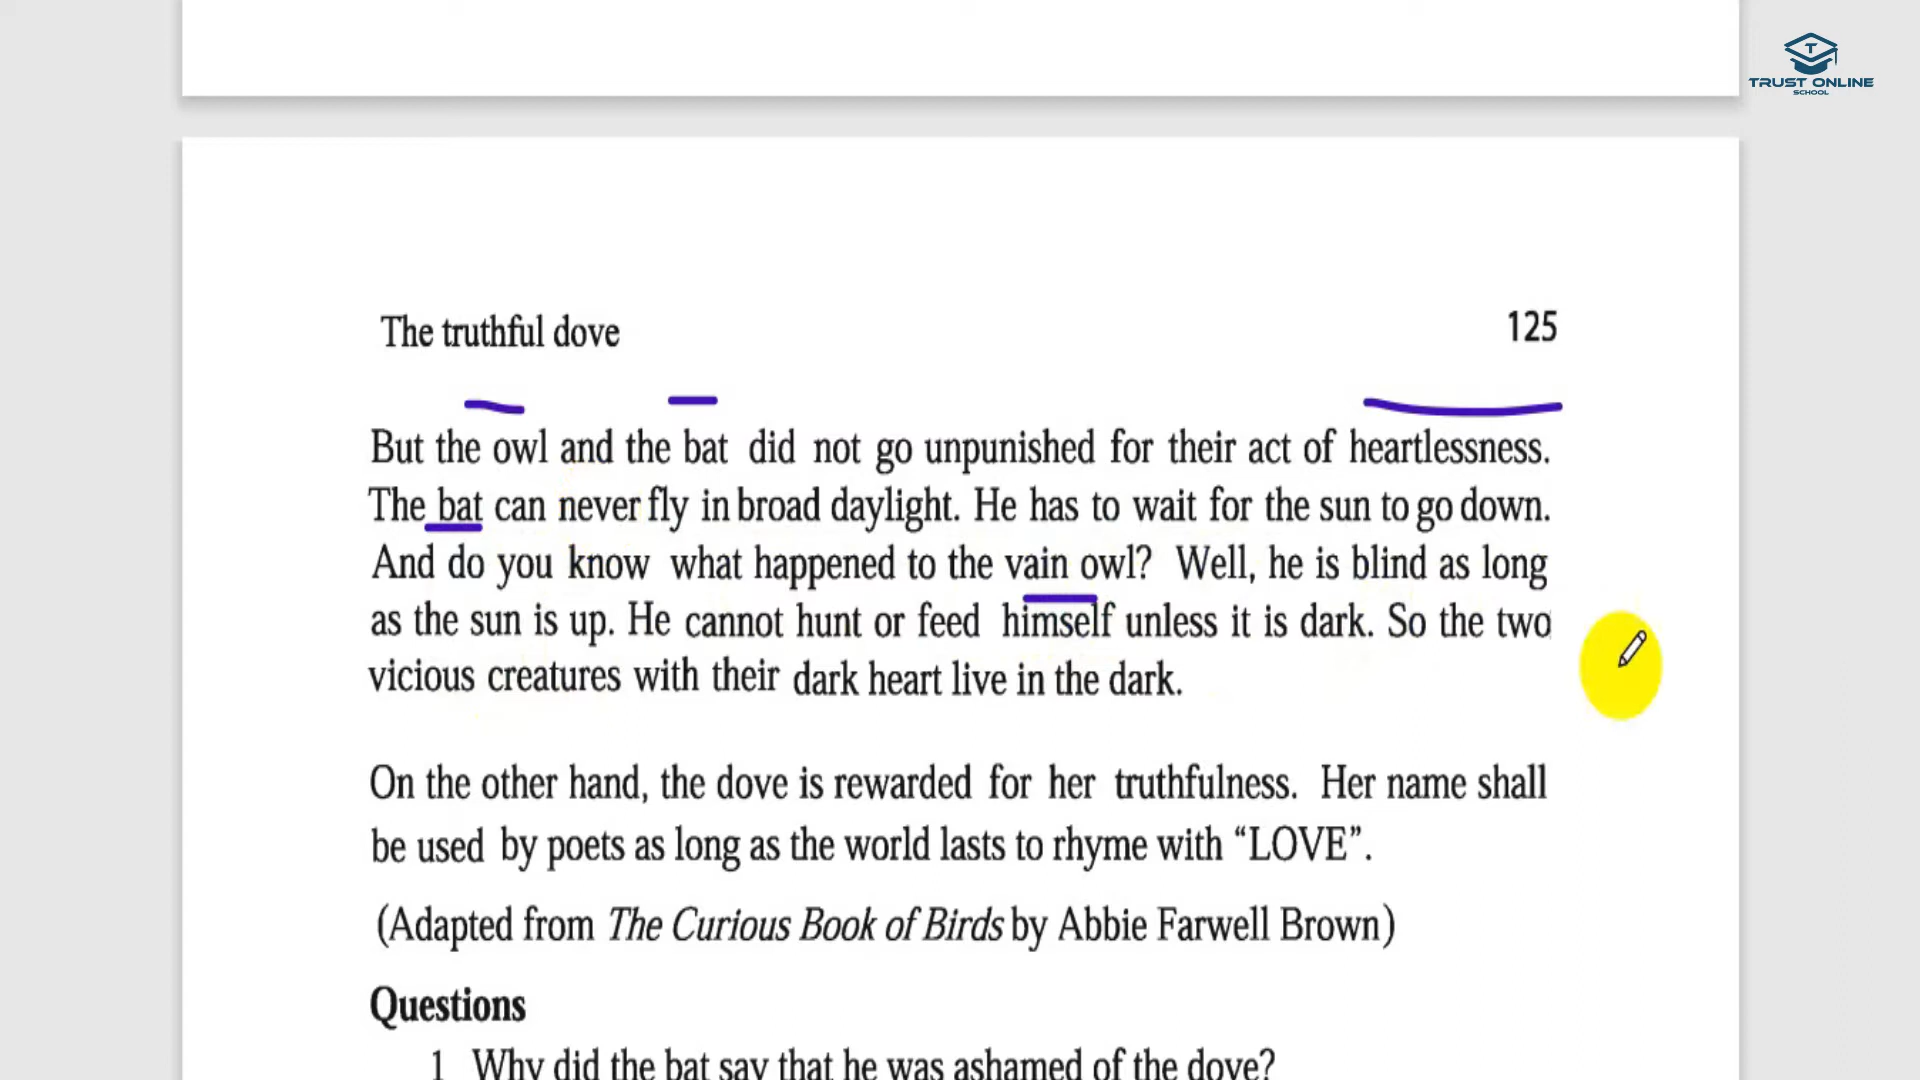 T
TRUST ONLINE
SCHOOL
The truthful dove 125
But the owl and the bat did not go unpunished for their act of heartlessness.
The bat can never fly in broad daylight. He has to wait for the sun to go down.
And do you know what happened to the vain owl? Well, he is blind as long
as the sun is up. He cannot hunt or feed himself unless it is dark. So the two
vicious creatures with their dark heart live in the dark.
On the other hand, the dove is rewarded for her truthfulness. Her name shall
be used by poets as long as the world lasts to rhyme with “LOVE”.
(Adapted from The Curious Book of Birds by Abbie Farwell Brown)
Questions
1 Why did the bat say that he was ashamed of the dove?